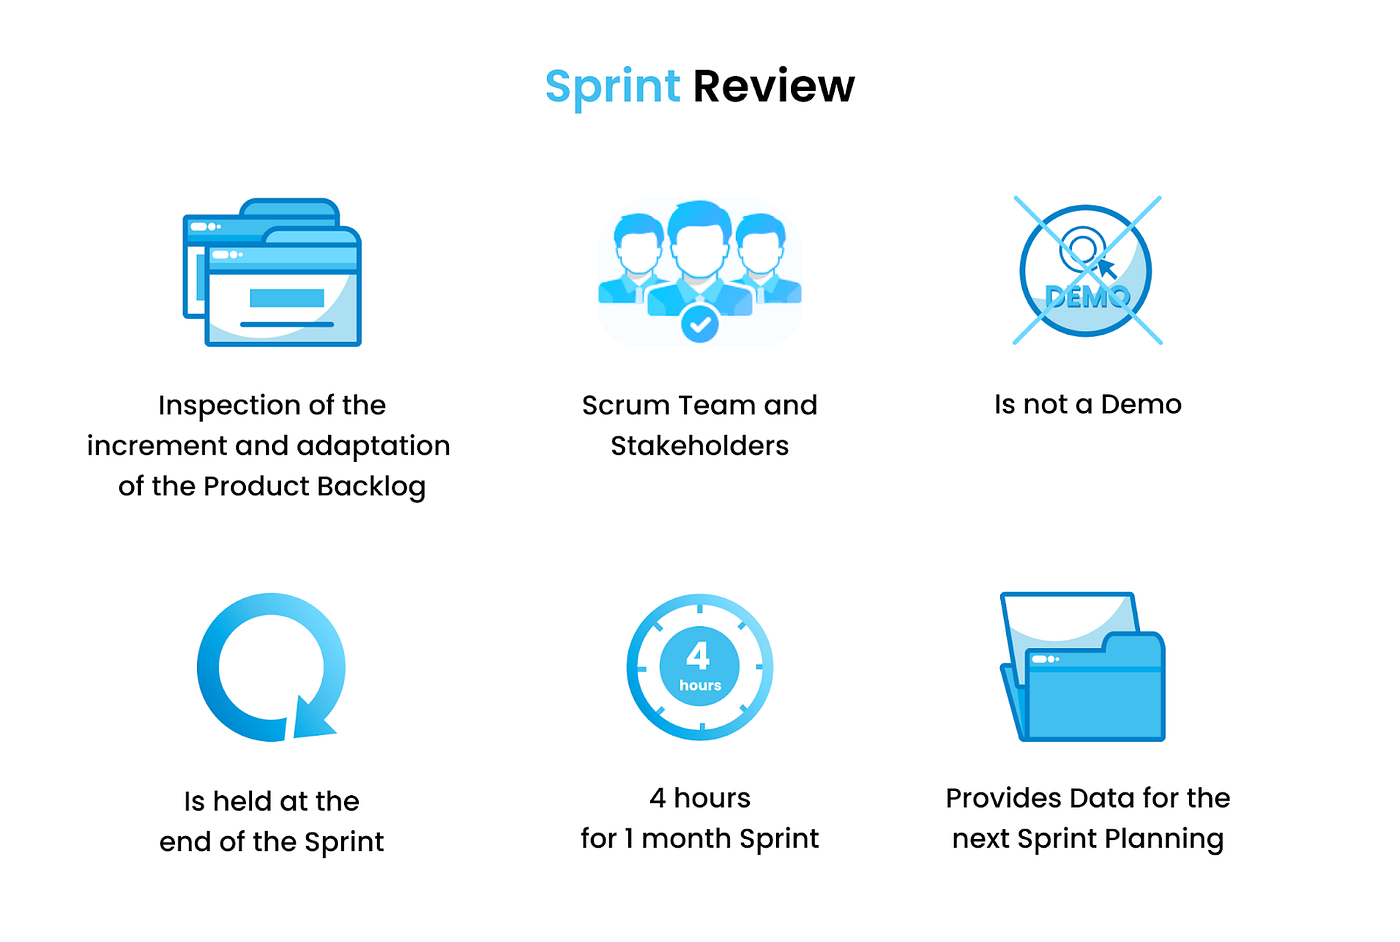 Sprint Review
DEMO
Inspection of the
increment and adaptation
of the Product Backlog
Scrum Team and
Stakeholders
Is not a Demo
4
hours
Is held at the
end of the Sprint
4 hours
for 1 month Sprint
Provides Data for the
next Sprint Planning